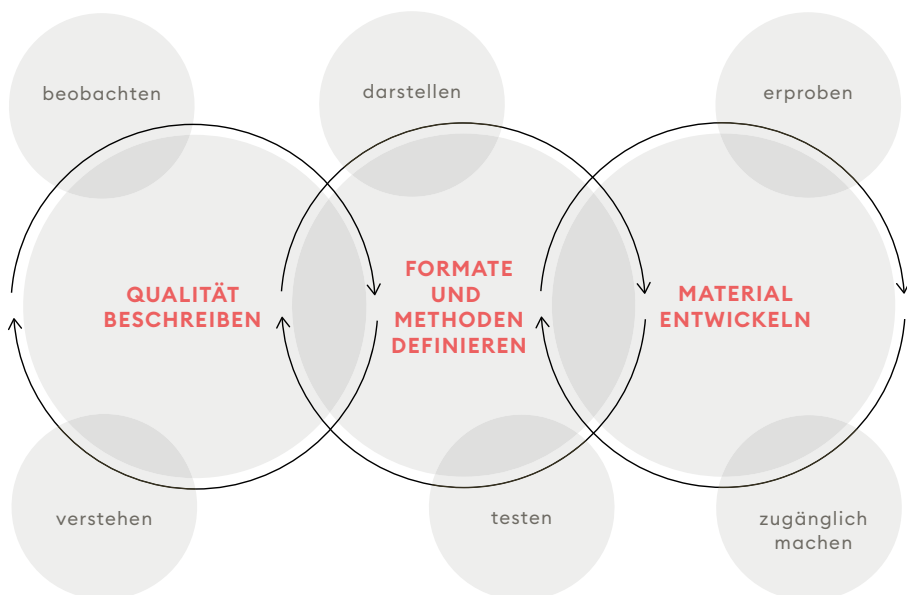 beobachten
darstellen
erproben
QUALITÄT
BESCHREIBEN
FORMATE
UND
METHODEN
DEFINIEREN
MATERIAL
ENTWICKELN
verstehen
testen
zugänglich
machen